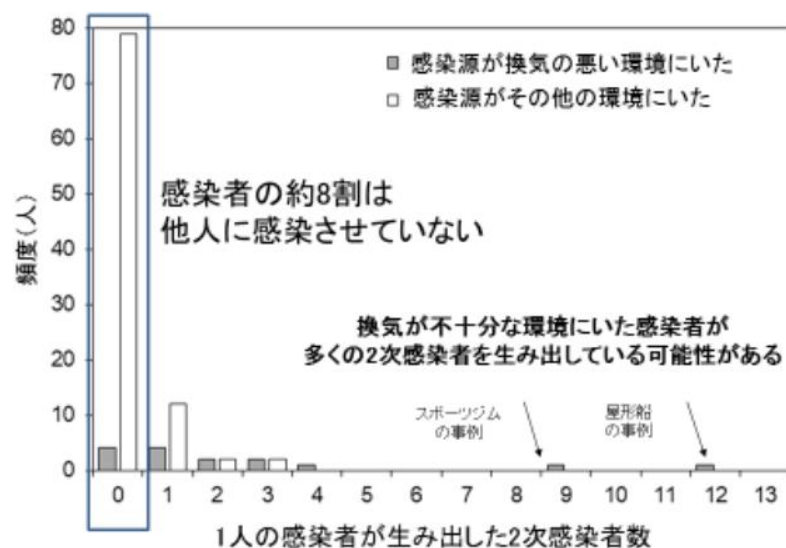 80
70
60
50
40
30
20
10
0
頻度(人)
感染源が換気の悪い環境にいた
感染源がその他の環境にいた
感染者の約8割は
他人に感染させていない
換気が不十分な環境にいた感染者が
多くの2次感染者を生み出している可能性がある
スポーツジム
の事例
屋形船
の事例
0 1 2 3 4 5 6 7 8 9 10 11 12 13
1人の感染者が生み出した2次感染者数